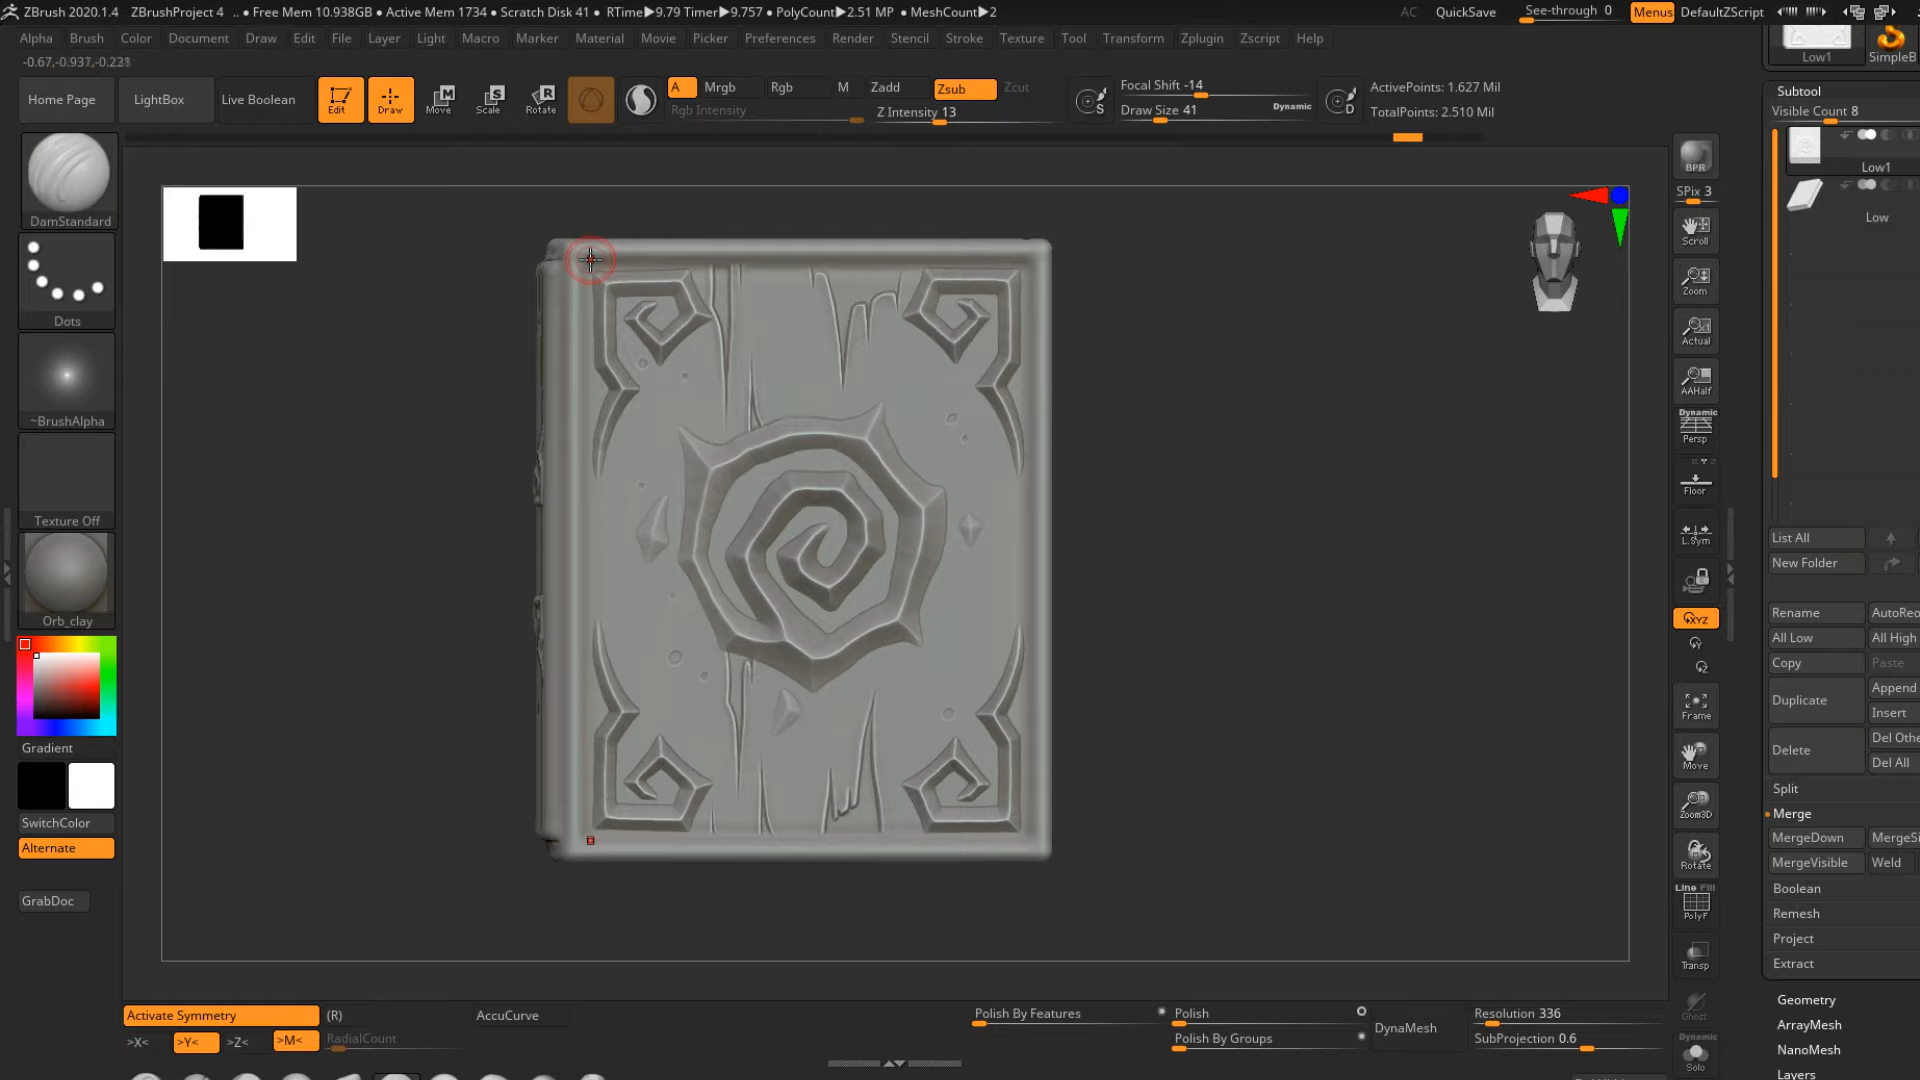 ZBrush 2020.1.4 ZBrushProject 4 .. ● Free Mem 10.938GB ● Active Mem 1734 ● Scratch Disk 41 ● RTime▶9.79 Timer▶9.757 ● PolyCount▶2.51 MP ● MeshCount▶2 AC QuickSave See-through 0 Menus DefaultZScript
Alpha Brush Color Document Draw Edit File Layer Light Macro Marker Material Movie Picker Preferences Render Stencil Stroke Texture Tool Transform Zplugin Zscript Help
Low1 SimpleB
-0.67,-0.937,-0.228
Home Page LightBox Live Boolean Edit Draw Move Scale Rotate
A Mrgb Rgb M Zadd Zsub Zcut
Rgb Intensity Z Intensity 13
Focal Shift -14
Draw Size 41 Dynamic
S D
ActivePoints: 1.627 Mil
TotalPoints: 2.510 Mil
Subtool
Visible Count 8
Low1
Low
DamStandard
Dots
~BrushAlpha
Texture Off
Orb_clay
Gradient
SwitchColor
Alternate
GrabDoc
BPR
SPix 3
Scroll
Zoom
Actual
AAHalf
Dynamic
Persp
Floor
L.Sym
XYZ
Y
Z
Frame
Move
Zoom3D
Rotate
Line Fill
PolyF
Transp
Ghost
Dynamic
Solo
List All
New Folder
Rename AutoReo
All Low All High
Copy Paste
Duplicate Append
Insert
Delete Del Othe
Del All
Split
Merge
MergeDown MergeSi
MergeVisible Weld
Boolean
Remesh
Project
Extract
Geometry
ArrayMesh
NanoMesh
Layers
Activate Symmetry (R) AccuCurve
>X< >Y< >Z< >M< RadialCount
Polish By Features Polish
Polish By Groups
DynaMesh
Resolution 336
SubProjection 0.6